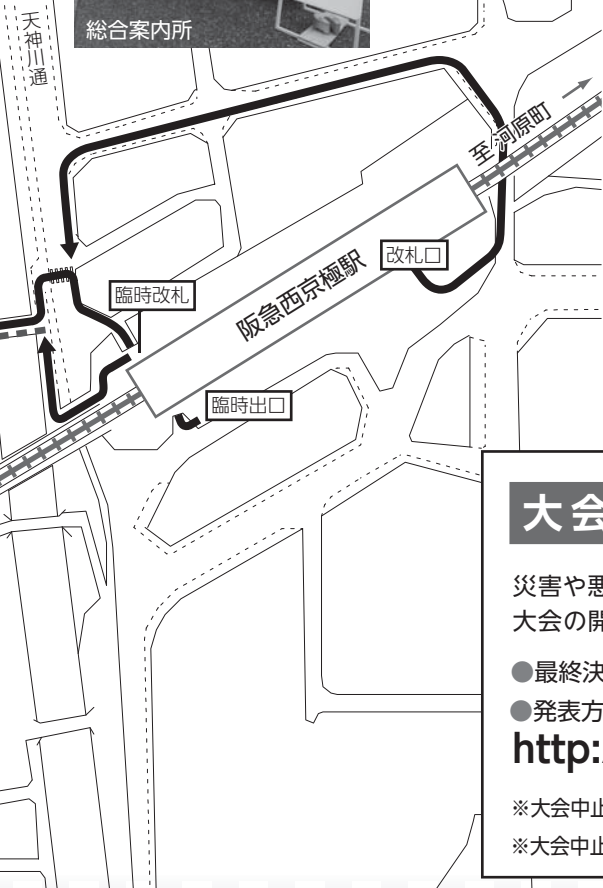 総合案内所
天神川通
至 河原町
改札口
臨時改札
阪急西京極駅
臨時出口
大会
災害や悪
大会の開
●最終決
●発表方
http:
※大会中止
※大会中止